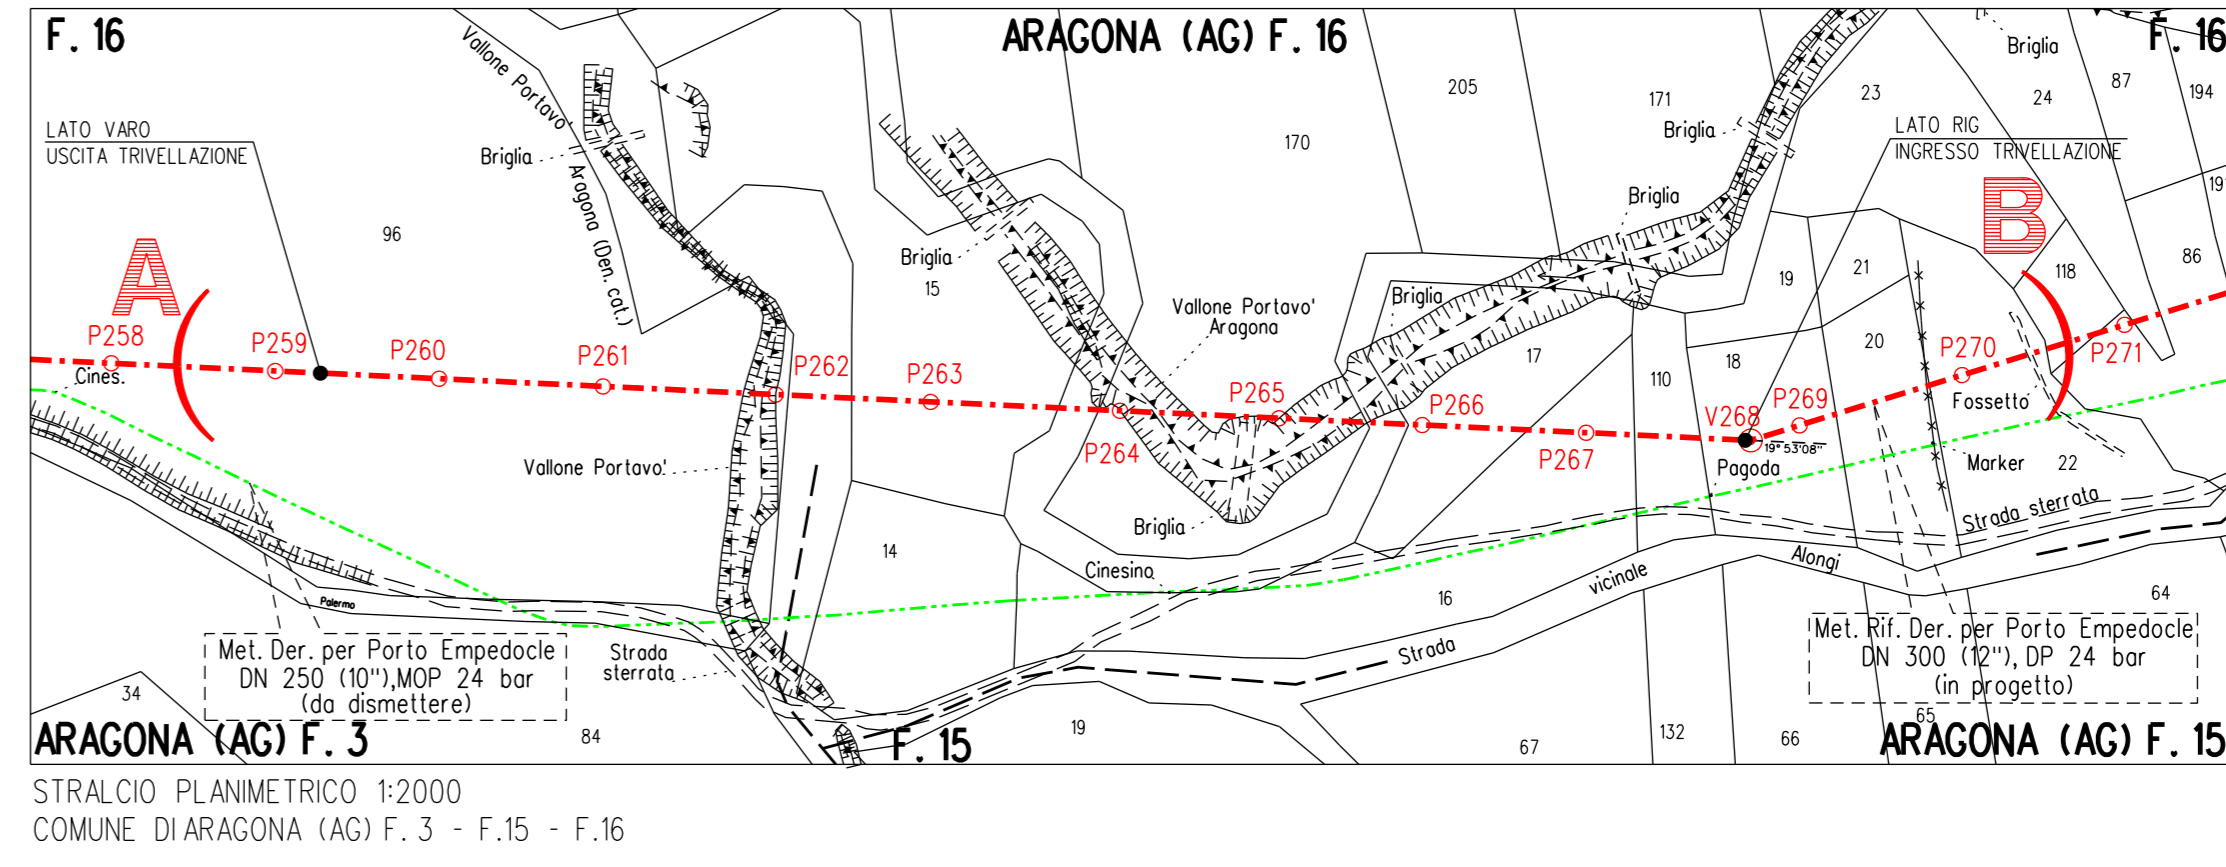 F. 16
ARAGONA (AG) F. 16
F. 16
Vallone Portavo'
Aragona (Den. cat.)
LATO VARO
USCITA TRIVELLAZIONE
Briglia
96
205
170
171
Briglia
23
Briglia
24
87
194
LATO RIG
INGRESSO TRIVELLAZIONE
19
Briglia
A
B
Briglia
15
Vallone Portavo'
Aragona
Briglia
19
21
118
86
P258
P259
P260
P261
P262
P263
P264
P265
P266
P267
V268
P269
P270
P271
Cines.
17
110
18
20
19° 53'08"
Fossetto
Pagoda
Marker
22
Vallone Portavo'
Briglia
Strada sterrata
14
Cinesino
16
vicinale
Alongi
64
Palermo
Strada
Strada
sterrata
Met. Der. per Porto Empedocle
DN 250 (10"),MOP 24 bar
(da dismettere)
Met. Rif. Der. per Porto Empedocle
DN 300 (12"), DP 24 bar
(in progetto)
34
84
19
67
132
66
65
ARAGONA (AG) F. 3
F. 15
ARAGONA (AG) F. 15
STRALCIO PLANIMETRICO 1:2000
COMUNE DI ARAGONA (AG) F. 3 - F.15 - F.16